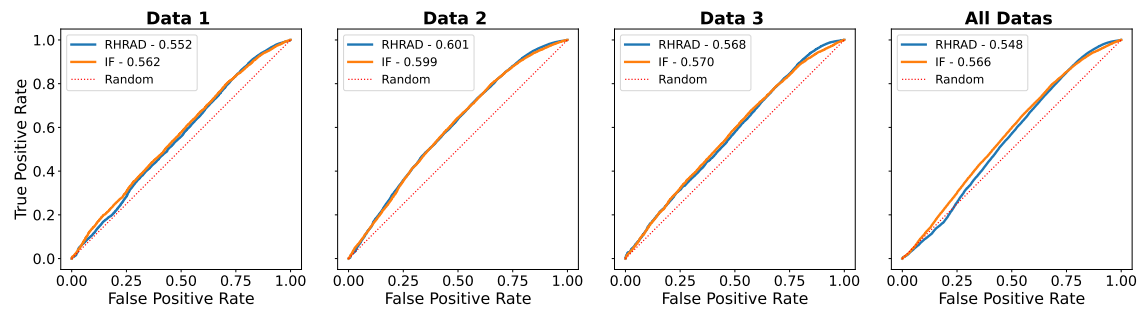 Data 1
Data 2
Data 3
All Datas
True Positive Rate
1.0
0.8
0.6
0.4
0.2
0.0
RHRAD - 0.552
IF - 0.562
Random
RHRAD - 0.601
IF - 0.599
Random
RHRAD - 0.568
IF - 0.570
Random
RHRAD - 0.548
IF - 0.566
Random
0.00 0.25 0.50 0.75 1.00
0.00 0.25 0.50 0.75 1.00
0.00 0.25 0.50 0.75 1.00
0.00 0.25 0.50 0.75 1.00
False Positive Rate
False Positive Rate
False Positive Rate
False Positive Rate